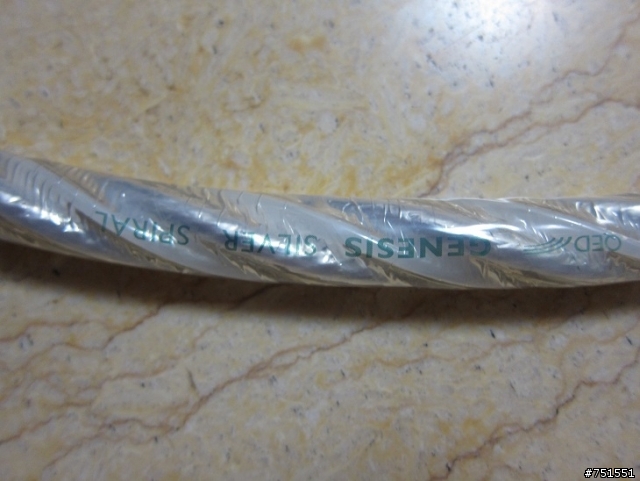 QED GENESIS SILVER SPIRAL
#751551